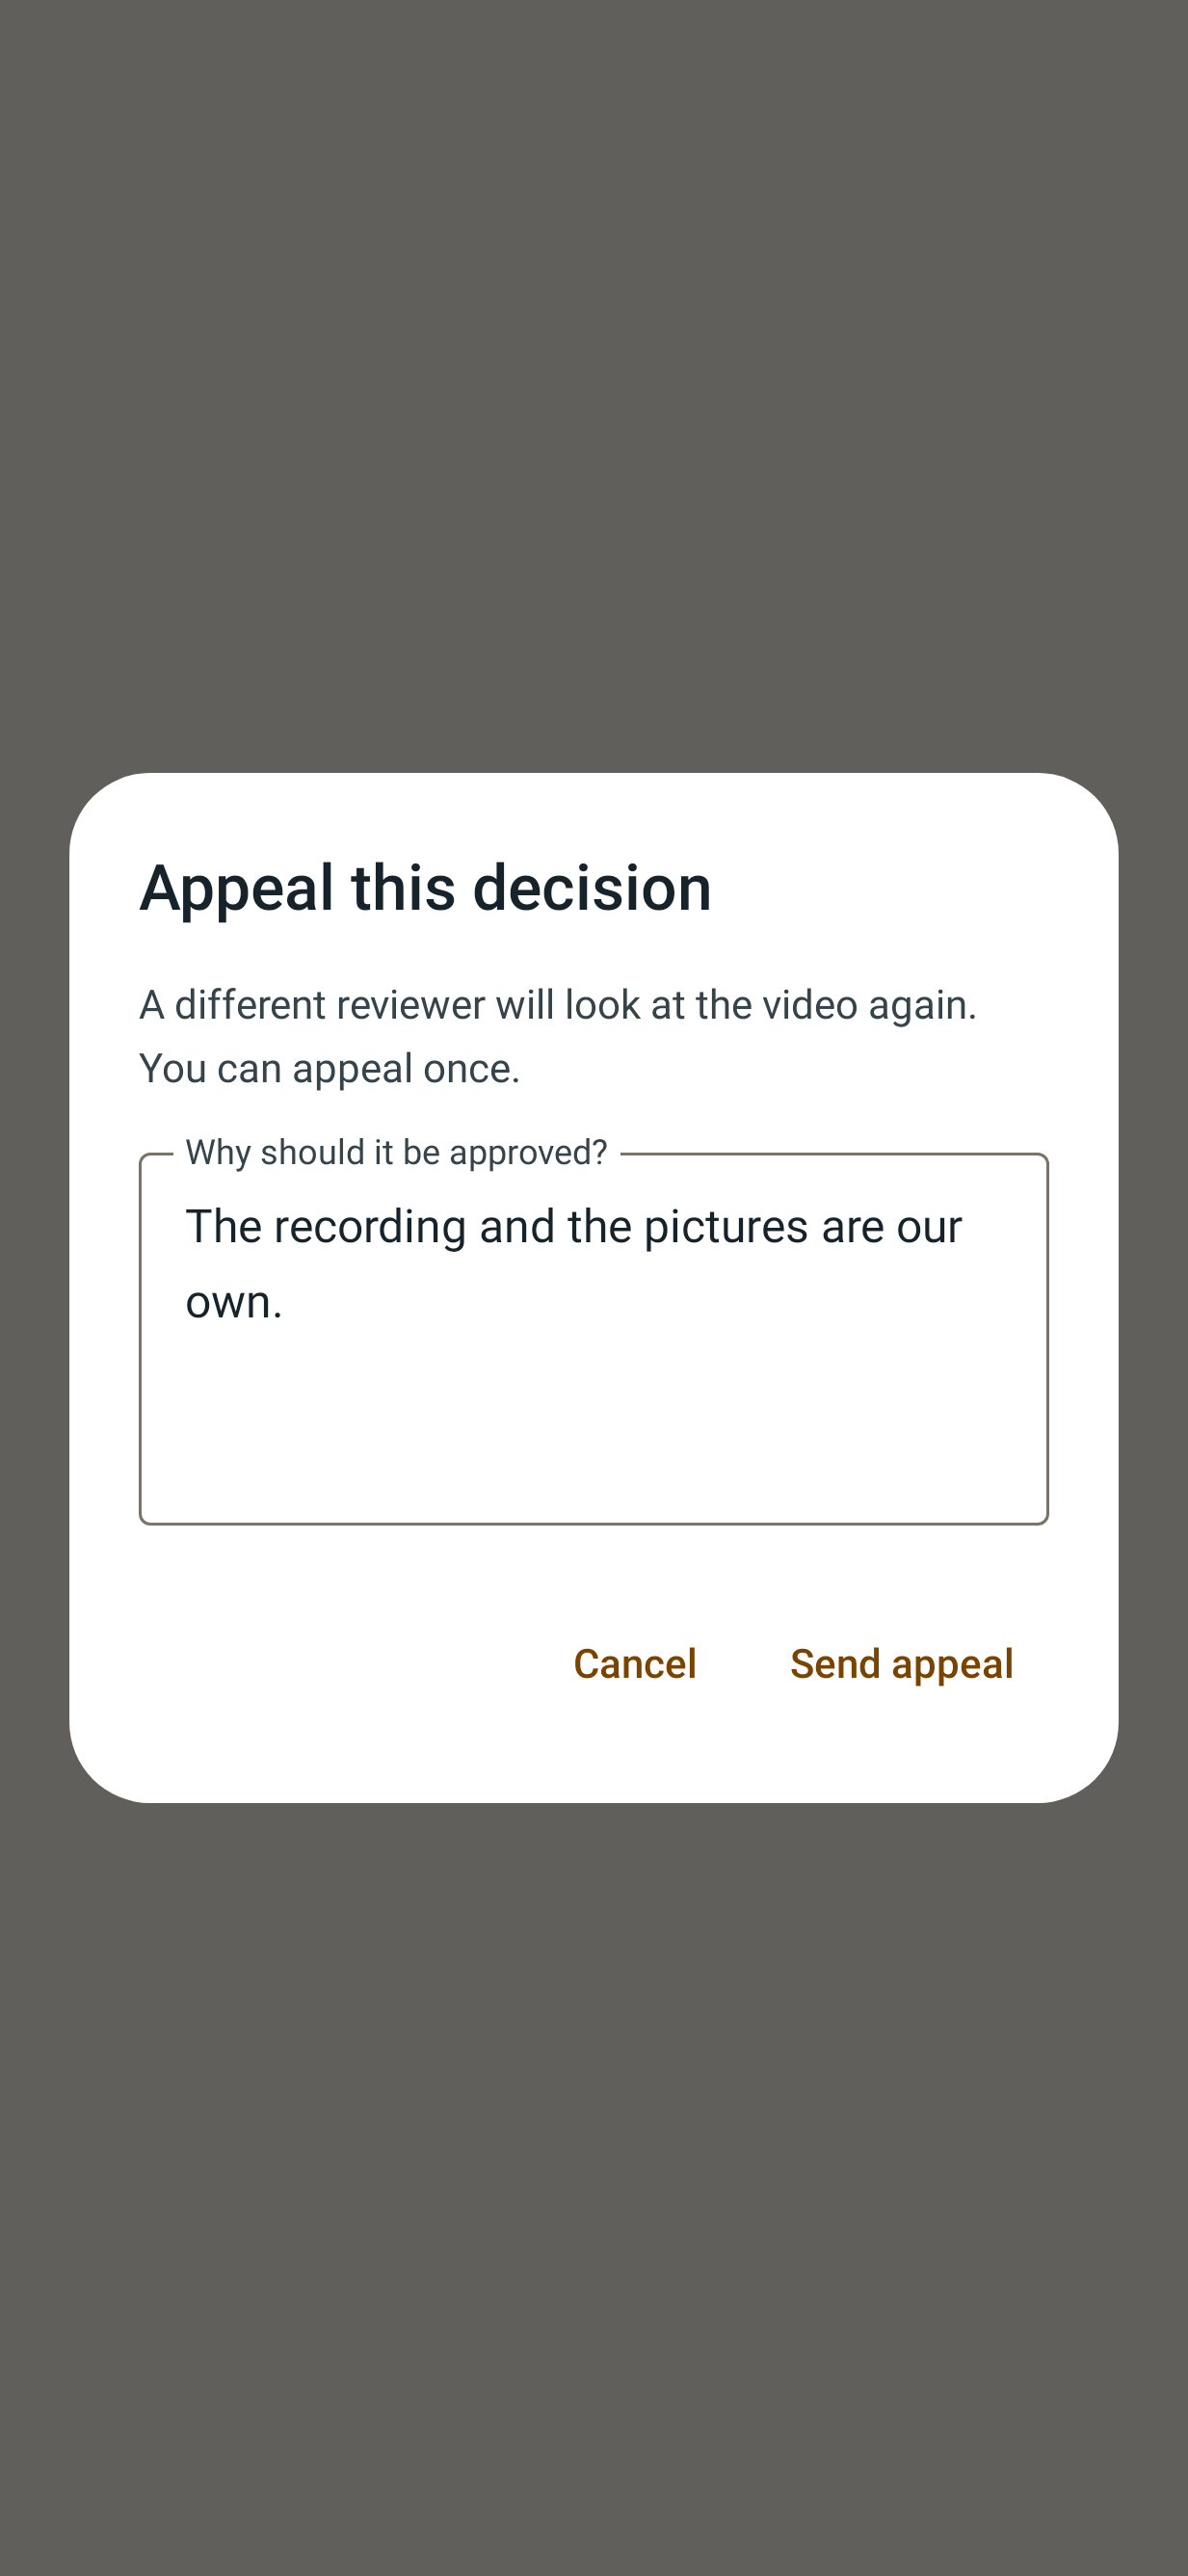 Appeal this decision
A different reviewer will look at the video again.
You can appeal once.
Why should it be approved?
The recording and the pictures are our
own.
Cancel Send appeal